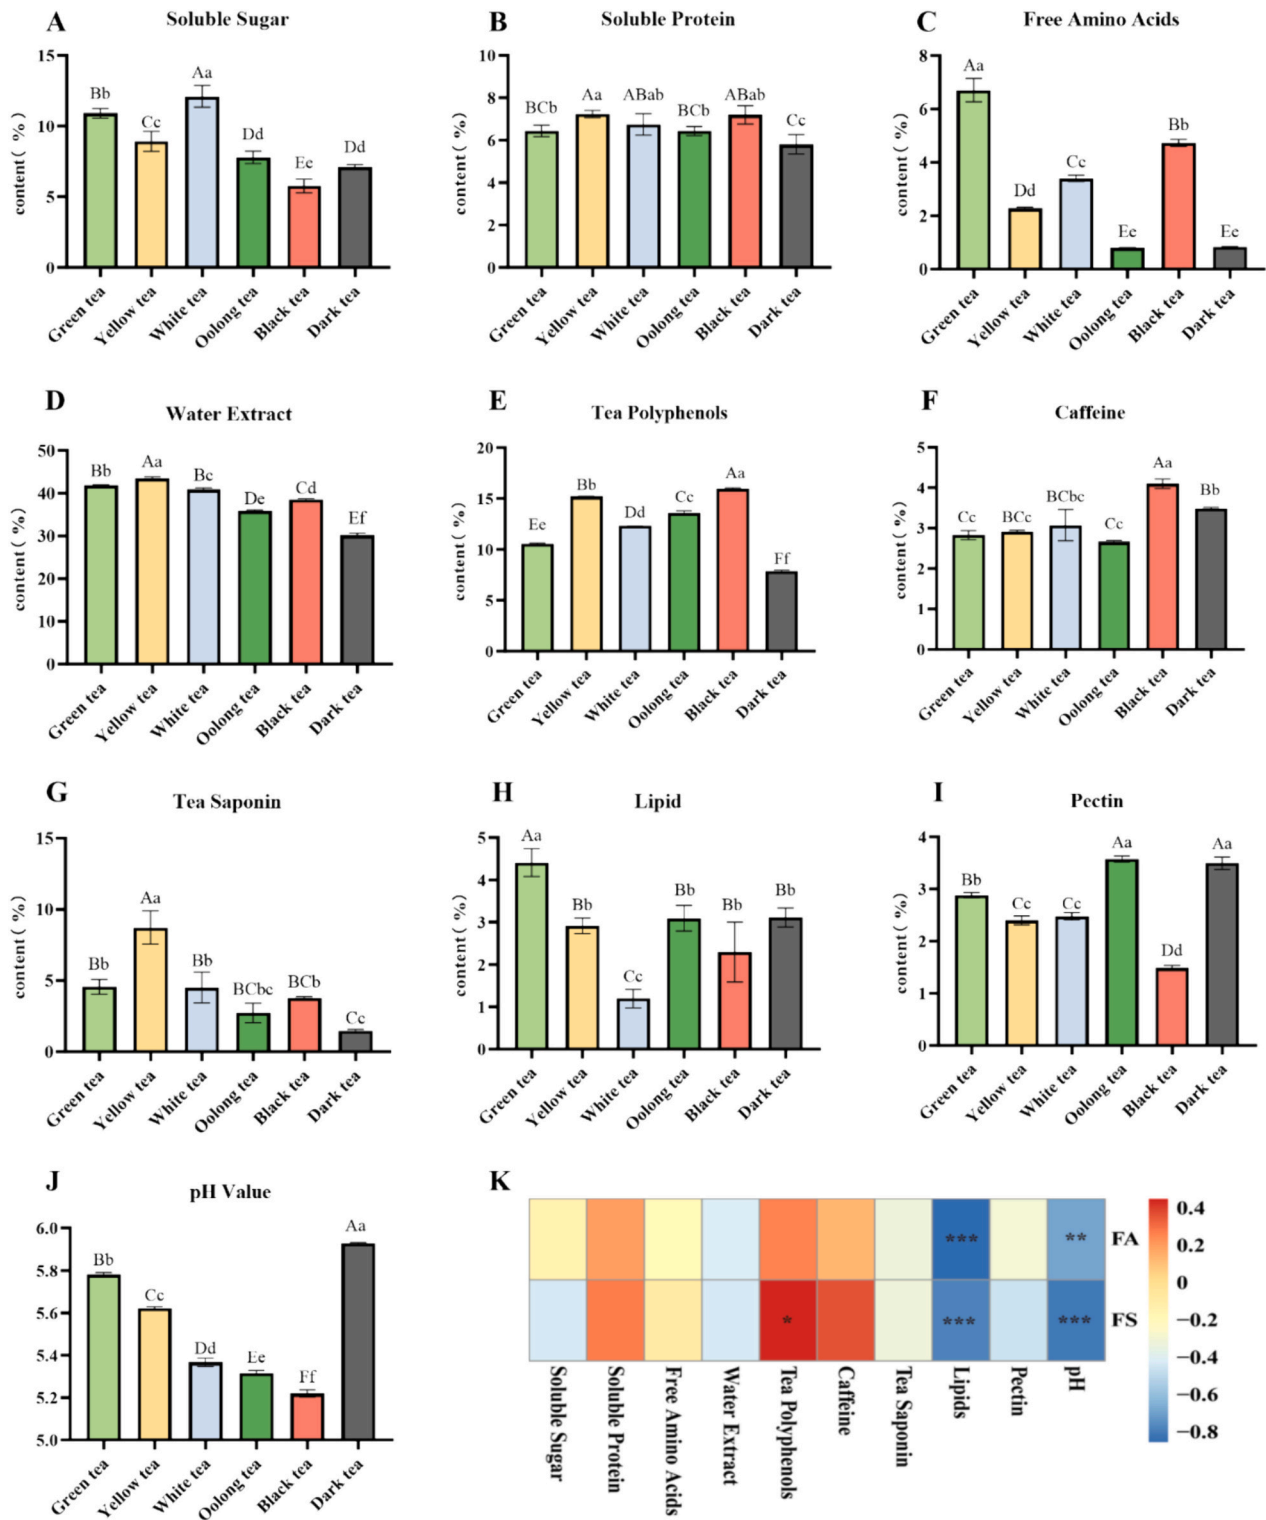 A Soluble Sugar
content( %)
15
10
5
0
Bb Cc Aa Dd Ee Dd
Green tea Yellow tea White tea Oolong tea Black tea Dark tea
B Soluble Protein
content( %)
10
8
6
4
2
0
BCb Aa ABab BCb ABab Cc
Green tea Yellow tea White tea Oolong tea Black tea Dark tea
C Free Amino Acids
content( %)
8
6
4
2
0
Aa Dd Cc Ee Bb Ee
Green tea Yellow tea White tea Oolong tea Black tea Dark tea
D Water Extract
content( %)
50
40
30
20
10
0
Bb Aa Bc De Cd Ef
Green tea Yellow tea White tea Oolong tea Black tea Dark tea
E Tea Polyphenols
content( %)
20
15
10
5
0
Ee Bb Dd Cc Aa Ff
Green tea Yellow tea White tea Oolong tea Black tea Dark tea
F Caffeine
content( %)
5
4
3
2
1
0
Cc BCc BCbc Cc Aa Bb
Green tea Yellow tea White tea Oolong tea Black tea Dark tea
G Tea Saponin
content( %)
15
10
5
0
Bb Aa Bb BCbc BCb Cc
Green tea Yellow tea White tea Oolong tea Black tea Dark tea
H Lipid
content( %)
5
4
3
2
1
0
Aa Bb Cc Bb Bb Bb
Green tea Yellow tea White tea Oolong tea Black tea Dark tea
I Pectin
content( %)
4
3
2
1
0
Bb Cc Cc Aa Dd Aa
Green tea Yellow tea White tea Oolong tea Black tea Dark tea
J pH Value
6.0
5.8
5.6
5.4
5.2
5.0
Bb Cc Dd Ee Ff Aa
Green tea Yellow tea White tea Oolong tea Black tea Dark tea
K
*** ** FA
* *** *** FS
Soluble Sugar Soluble Protein Free Amino Acids Water Extract Tea Polyphenols Caffeine Tea Saponin Lipids Pectin pH
0.4
0.2
0
−0.2
−0.4
−0.6
−0.8